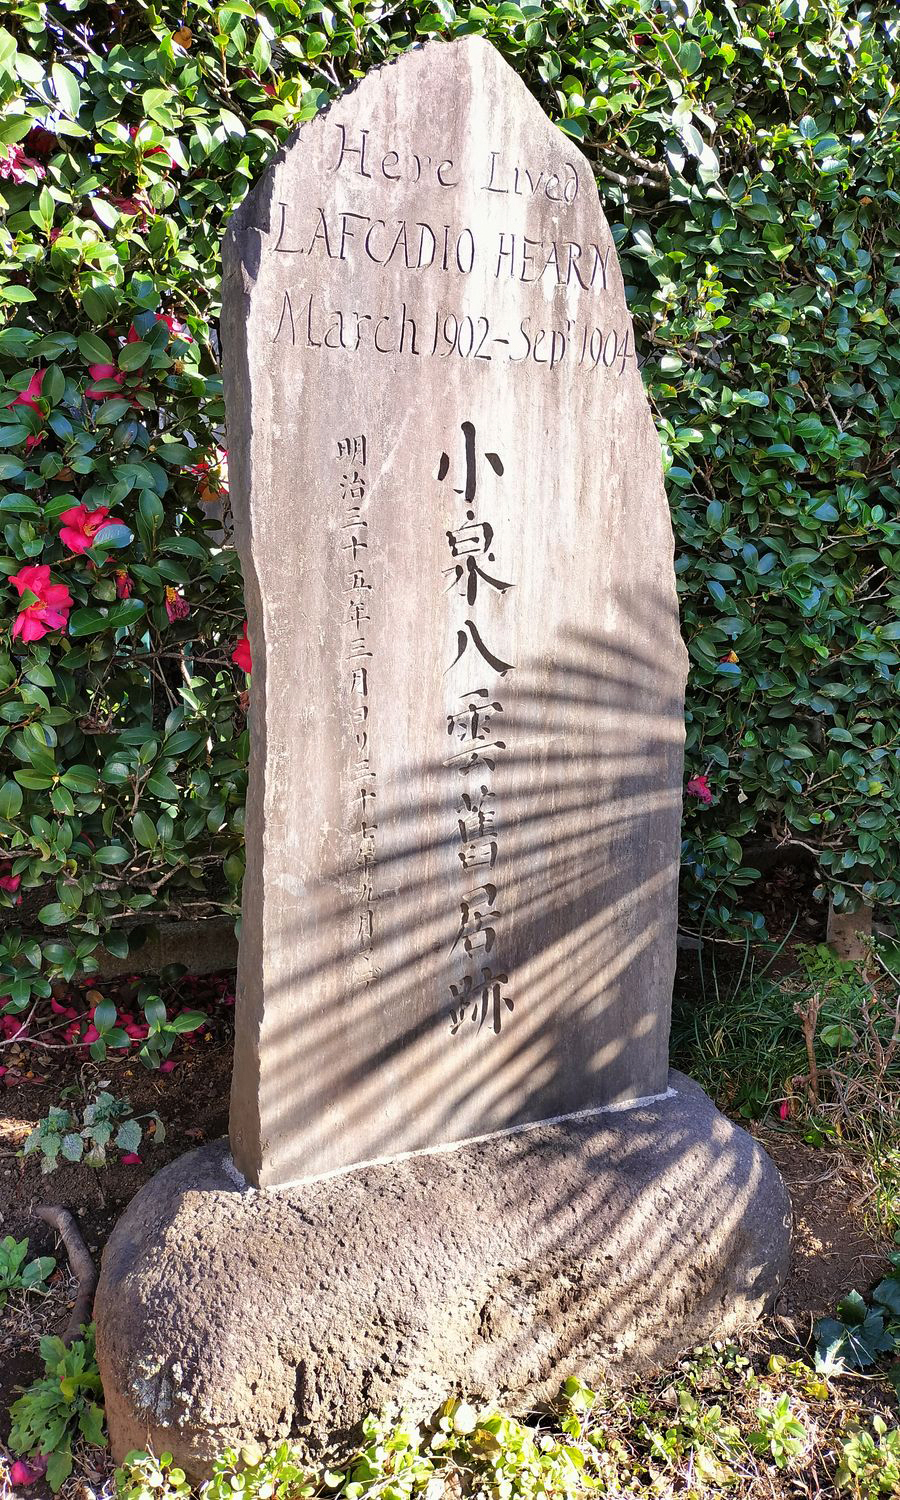 Here Lived
LAFCADIO HEARN
March 1902-Sepr 1904
小泉八雲舊居跡
明治三十五年三月ヨリ三十七年九月マデ